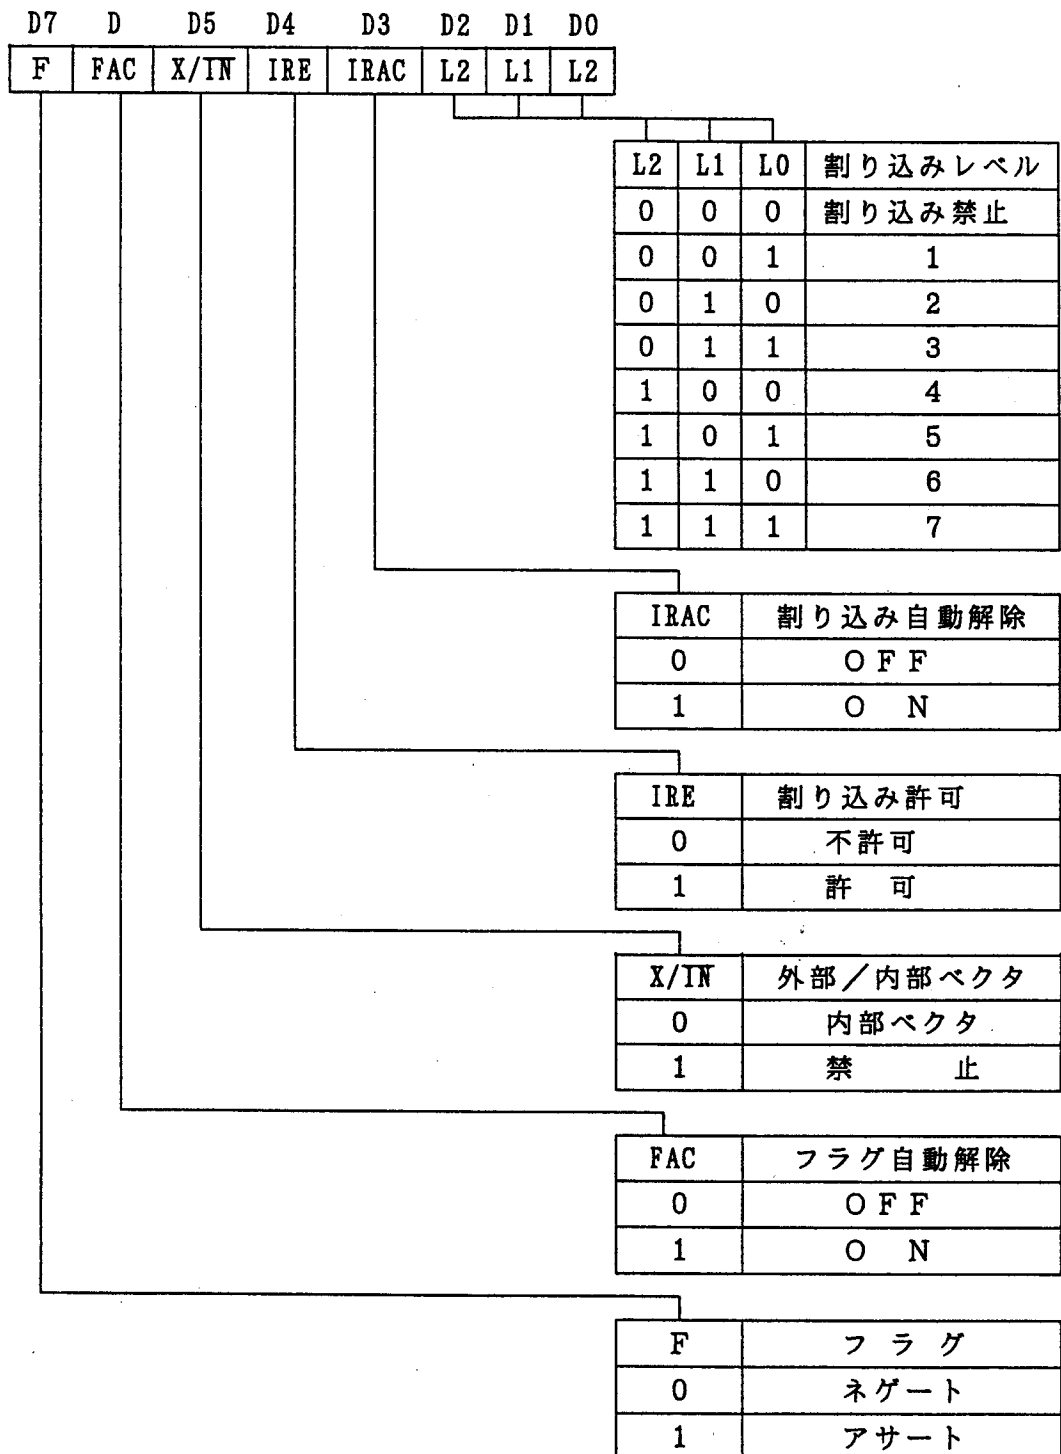 D7 D D5 D4 D3 D2 D1 D0
F FAC X/I̅N̅ IRE IRAC L2 L1 L2
L2 L1 L0 割り込みレベル
0 0 0 割り込み禁止
0 0 1 1
0 1 0 2
0 1 1 3
1 0 0 4
1 0 1 5
1 1 0 6
1 1 1 7
IRAC 割り込み自動解除
0 OFF
1 O N
IRE 割り込み許可
0 不許可
1 許 可
X/I̅N̅ 外部/内部ベクタ
0 内部ベクタ
1 禁 止
FAC フラグ自動解除
0 OFF
1 O N
F フラグ
0 ネゲート
1 アサート